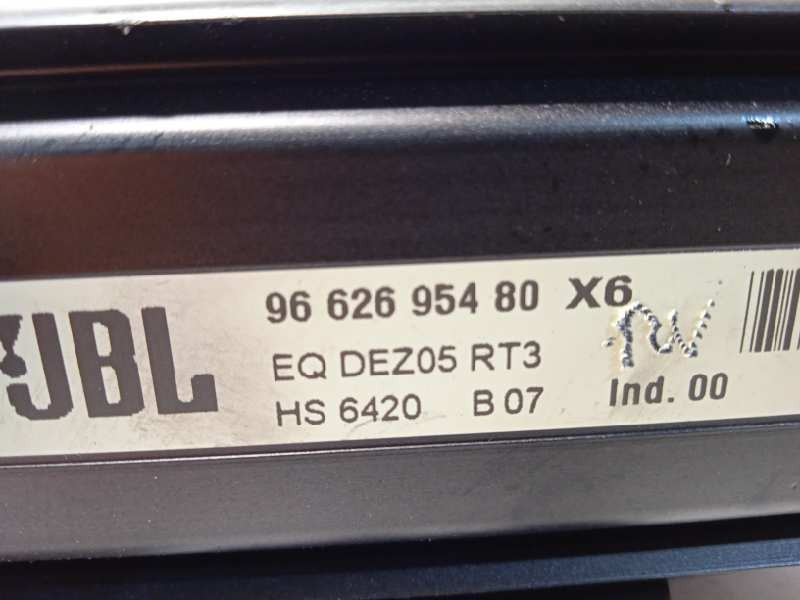 JBL
96 626 954 80 X6
EQ DEZ05 RT3
HS 6420 B 07 Ind. 00